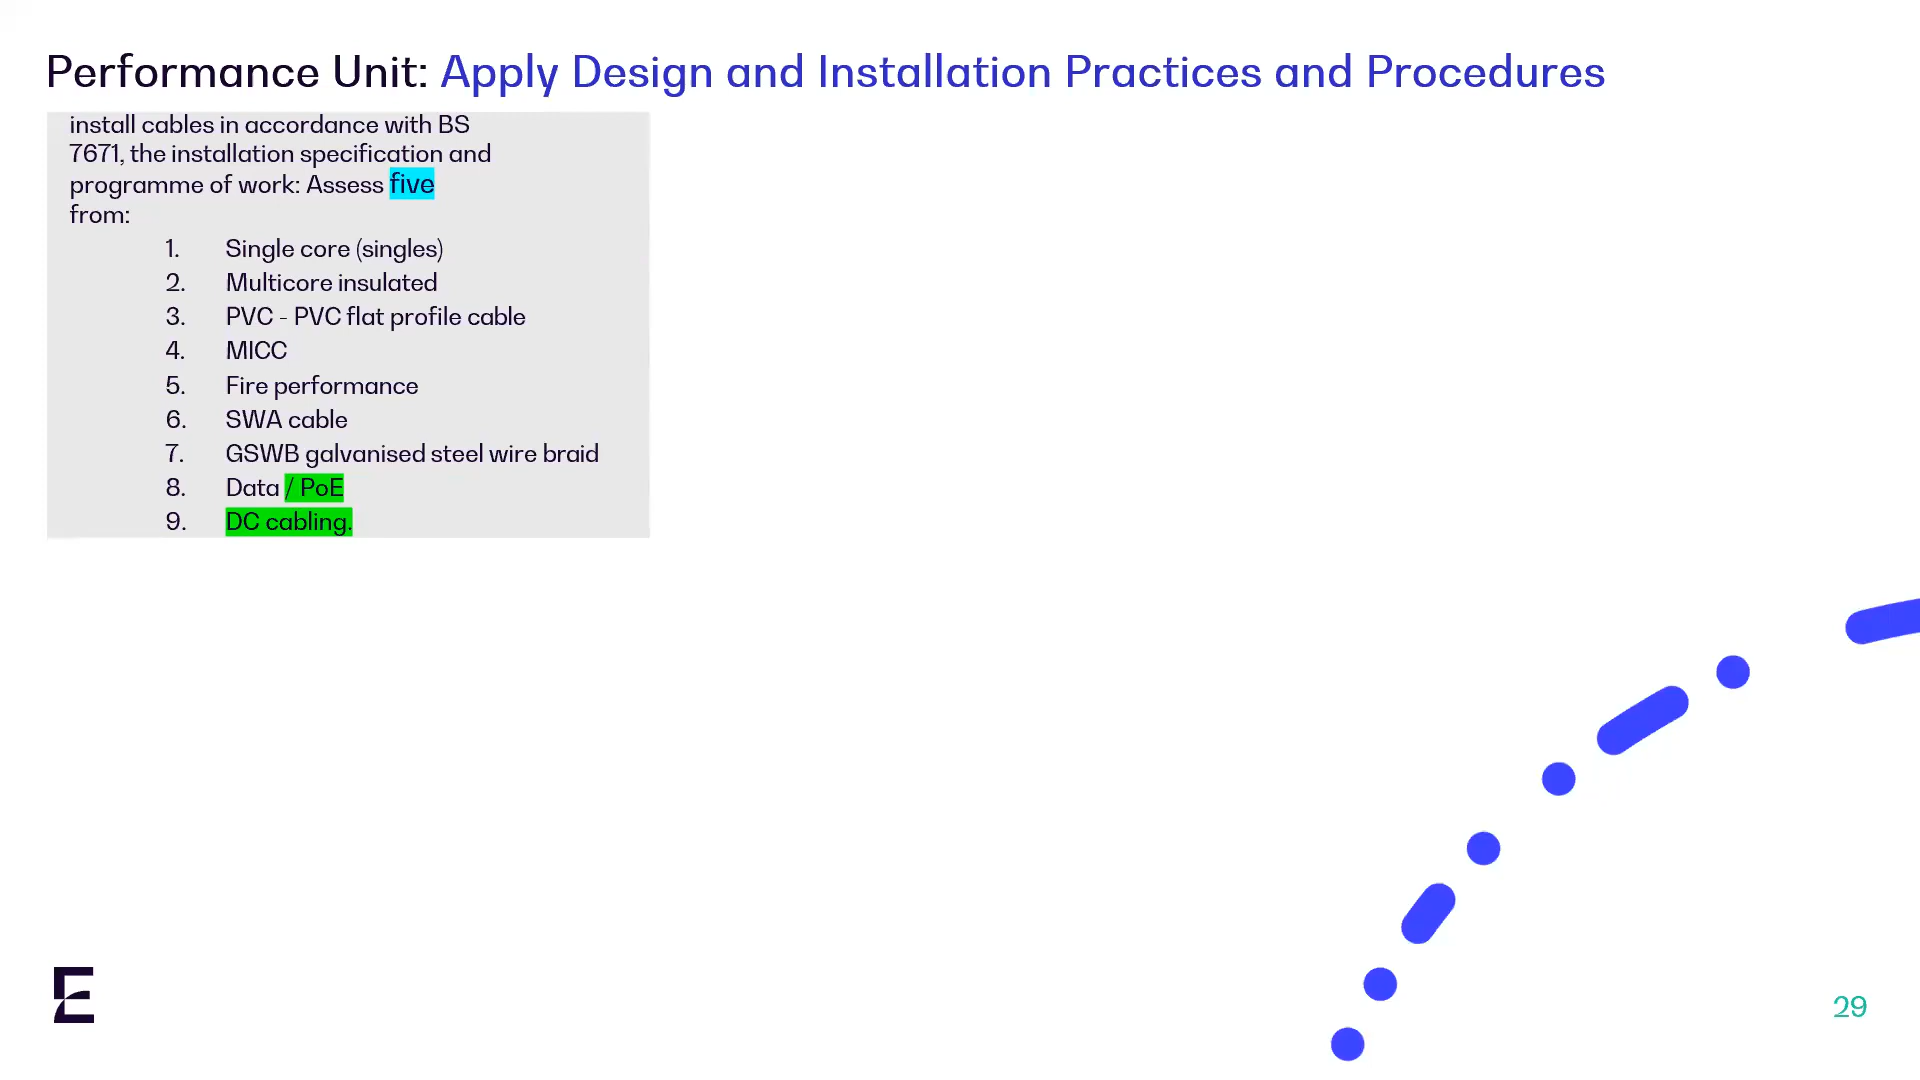 Performance Unit: Apply Design and Installation Practices and Procedures
install cables in accordance with BS
7671, the installation specification and
programme of work: Assess five
from:
1. Single core (singles)
2. Multicore insulated
3. PVC - PVC flat profile cable
4. MICC
5. Fire performance
6. SWA cable
7. GSWB galvanised steel wire braid
8. Data / PoE
9. DC cabling.
E
29